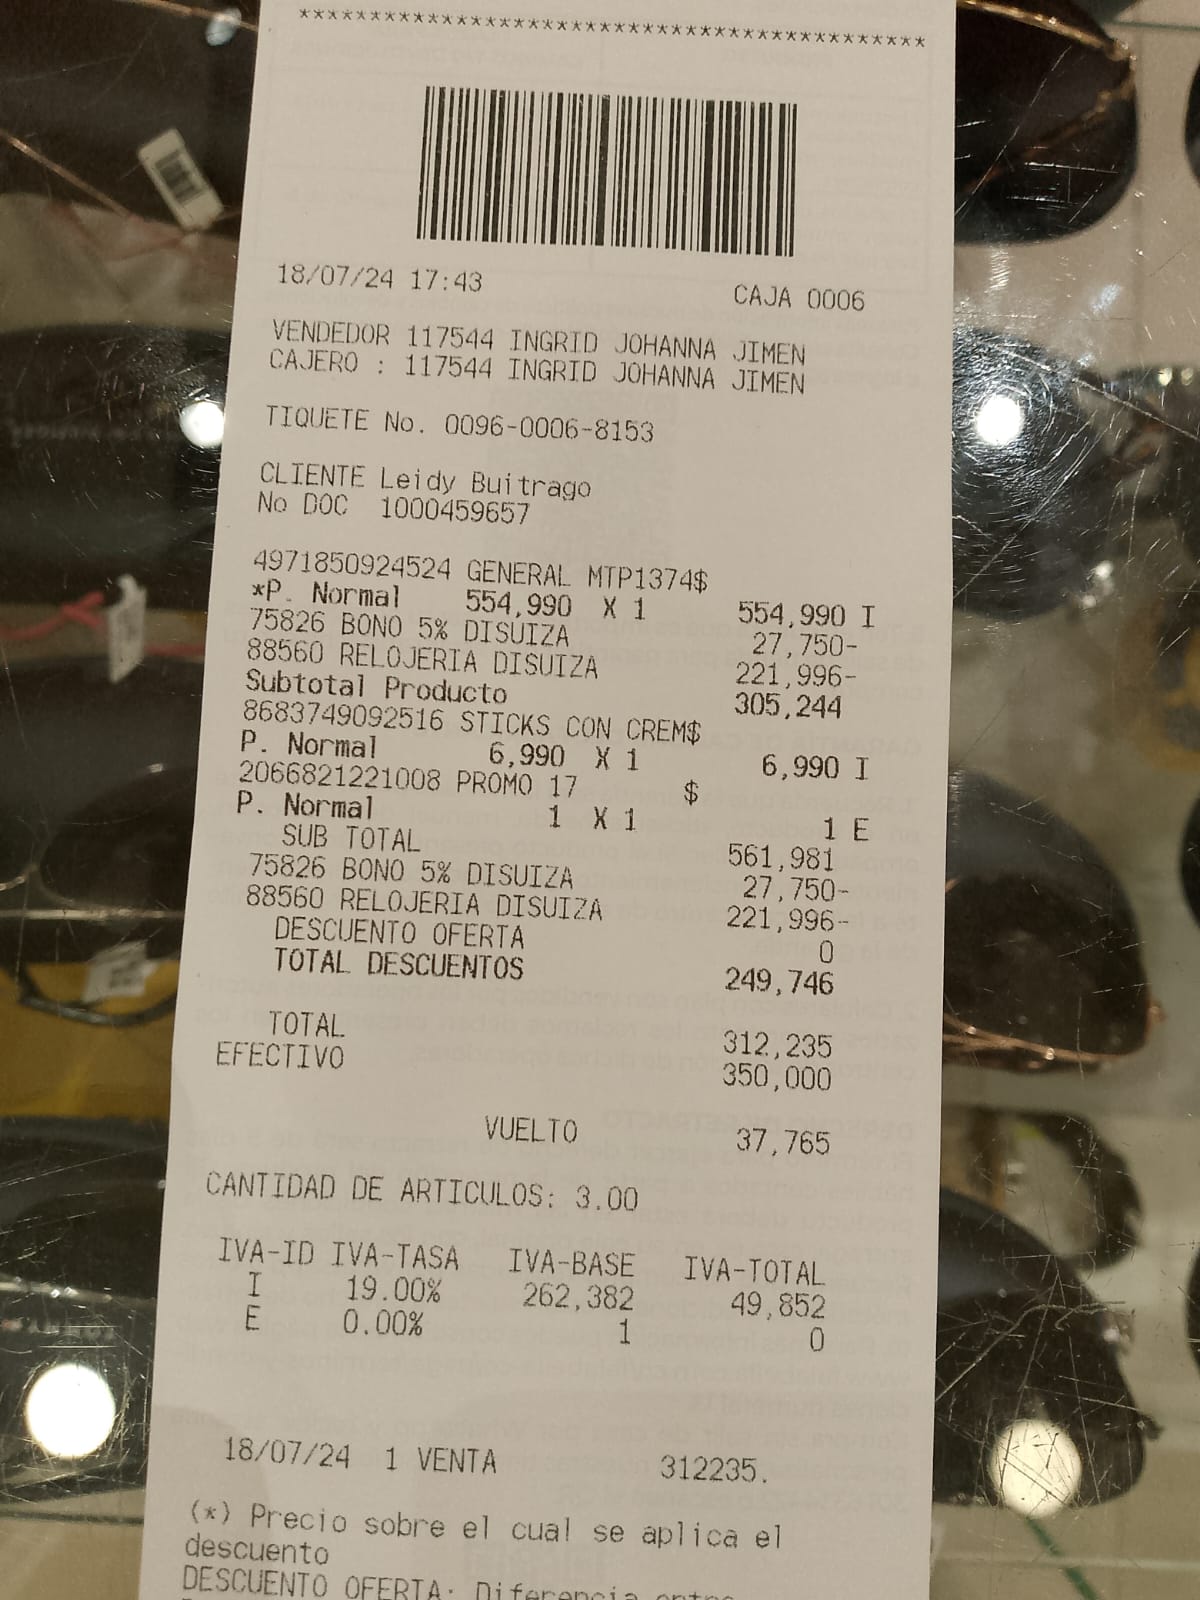 *****************************************************
18/07/24 17:43 CAJA 0006
VENDEDOR 117544 INGRID JOHANNA JIMEN
CAJERO : 117544 INGRID JOHANNA JIMEN
TIQUETE No. 0096-0006-8153
CLIENTE Leidy Buitrago
No DOC 1000459657
4971850924524 GENERAL MTP1374$
*P. Normal 554,990 X 1 554,990 I
75826 BONO 5% DISUIZA 27,750-
88560 RELOJERIA DISUIZA 221,996-
Subtotal Producto 305,244
8683749092516 STICKS CON CREM$
P. Normal 6,990 X 1 6,990 I
2066821221008 PROMO 17 $
P. Normal 1 X 1 1 E
SUB TOTAL 561,981
75826 BONO 5% DISUIZA 27,750-
88560 RELOJERIA DISUIZA 221,996-
DESCUENTO OFERTA 0
TOTAL DESCUENTOS 249,746
TOTAL 312,235
EFECTIVO 350,000
VUELTO 37,765
CANTIDAD DE ARTICULOS: 3.00
IVA-ID IVA-TASA IVA-BASE IVA-TOTAL
I 19.00% 262,382 49,852
E 0.00% 1 0
18/07/24 1 VENTA 312235.
(*) Precio sobre el cual se aplica el
descuento
DESCUENTO OFERTA: Diferencia entre